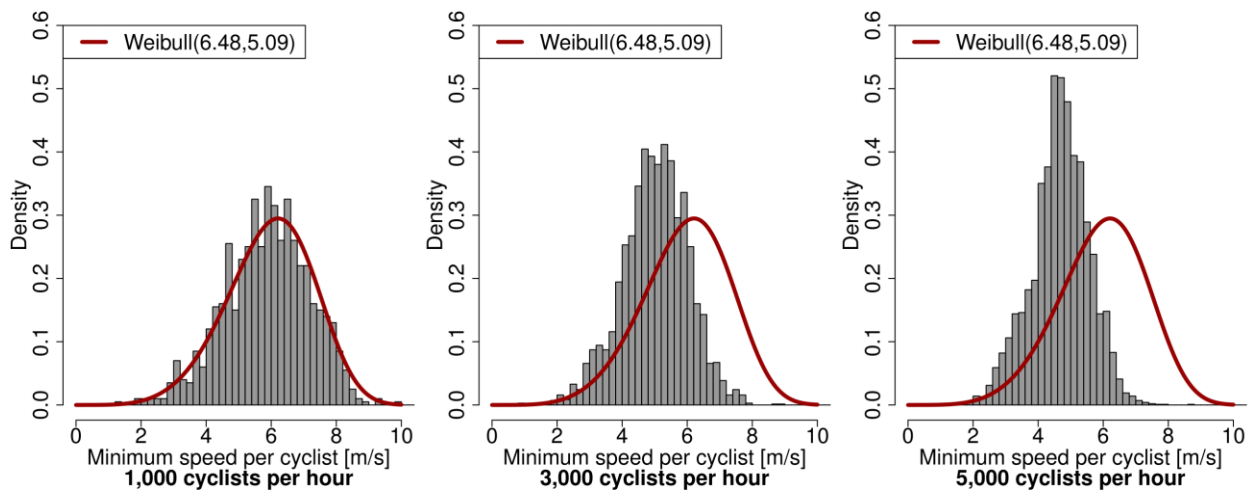 Weibull(6.48,5.09)
Density
0.0 0.1 0.2 0.3 0.4 0.5 0.6
0 2 4 6 8 10
Minimum speed per cyclist [m/s]
1,000 cyclists per hour
Weibull(6.48,5.09)
Density
0.0 0.1 0.2 0.3 0.4 0.5 0.6
0 2 4 6 8 10
Minimum speed per cyclist [m/s]
3,000 cyclists per hour
Weibull(6.48,5.09)
Density
0.0 0.1 0.2 0.3 0.4 0.5 0.6
0 2 4 6 8 10
Minimum speed per cyclist [m/s]
5,000 cyclists per hour